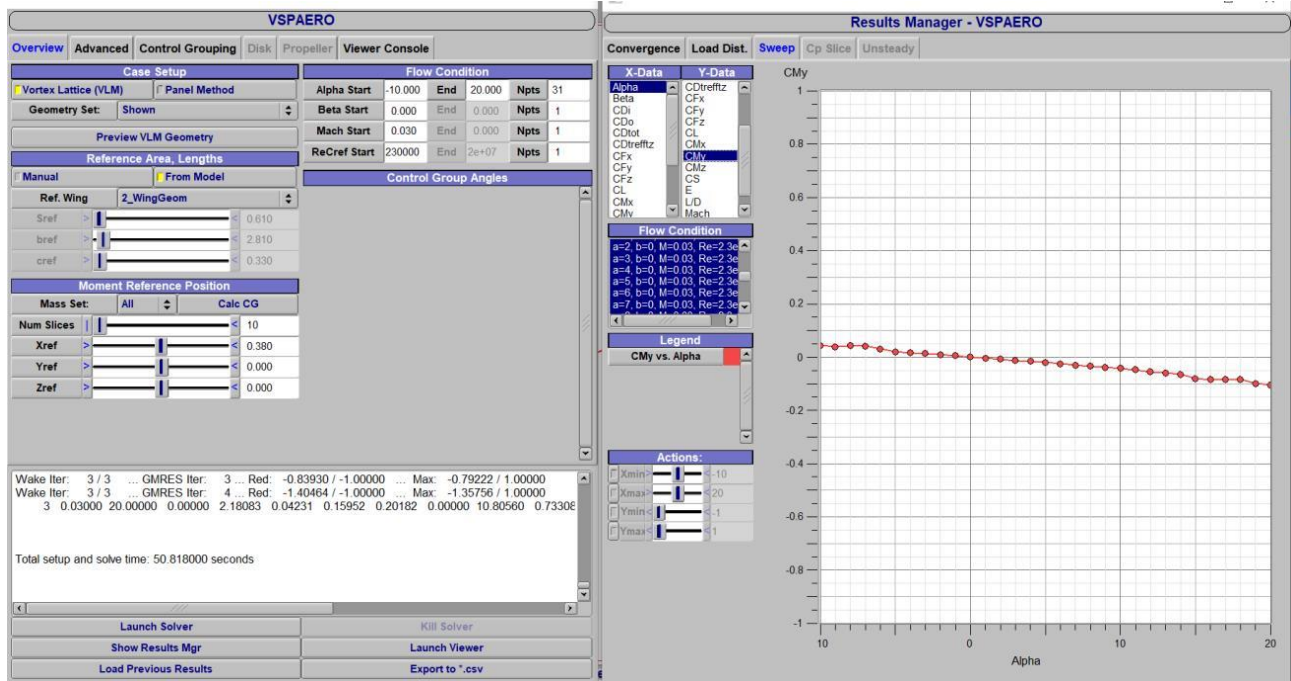 VSPAERO
Overview Advanced Control Grouping Disk Propeller Viewer Console
Case Setup
Vortex Lattice (VLM) Panel Method
Geometry Set: Shown
Preview VLM Geometry
Reference Area, Lengths
Manual From Model
Ref. Wing 2_WingGeom
Sref > < 0.610
bref > < 2.810
cref > < 0.330
Moment Reference Position
Mass Set: All Calc CG
Num Slices | < 10
Xref > < 0.380
Yref > < 0.000
Zref > < 0.000
Flow Condition
Alpha Start -10.000 End 20.000 Npts 31
Beta Start 0.000 End 0.000 Npts 1
Mach Start 0.030 End 0.000 Npts 1
ReCref Start 230000 End 2e+07 Npts 1
Control Group Angles
Wake Iter: 3 / 3 ... GMRES Iter: 3 ... Red: -0.83930 / -1.00000 ... Max: -0.79222 / 1.00000
Wake Iter: 3 / 3 ... GMRES Iter: 4 ... Red: -1.40464 / -1.00000 ... Max: -1.35756 / 1.00000
3 0.03000 20.00000 0.00000 2.18083 0.04231 0.15952 0.20182 0.00000 10.80560 0.73308
Total setup and solve time: 50.818000 seconds
Launch Solver Kill Solver
Show Results Mgr Launch Viewer
Load Previous Results Export to *.csv
Results Manager - VSPAERO
Convergence Load Dist. Sweep Cp Slice Unsteady
X-Data Y-Data
Alpha CDtrefftz
Beta CFx
CDi CFy
CDo CFz
CDtot CL
CDtrefftz CMx
CFx CMy
CFy CMz
CFz CS
CL E
CMx L/D
CMy Mach
Flow Condition
a=2, b=0, M=0.03, Re=2.3e
a=3, b=0, M=0.03, Re=2.3e
a=4, b=0, M=0.03, Re=2.3e
a=5, b=0, M=0.03, Re=2.3e
a=6, b=0, M=0.03, Re=2.3e
a=7, b=0, M=0.03, Re=2.3e
Legend
CMy vs. Alpha
Actions:
Xmin > < -10
Xmax > < 20
Ymin < < -1
Ymax < < 1
CMy
1
0.8
0.6
0.4
0.2
0
-0.2
-0.4
-0.6
-0.8
-1
10 0 10 20
Alpha